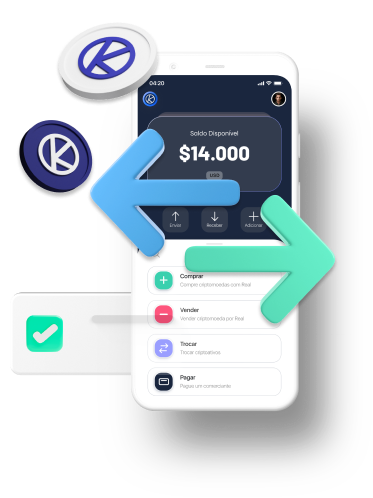 04:20
Saldo Disponível
$14.000
USD
Enviar
Receber
Adicionar
Comprar
Compre criptomoedas com Real
Vender
Vender criptomoeda por Real
Trocar
Trocar criptoativos
Pagar
Pague um comerciante